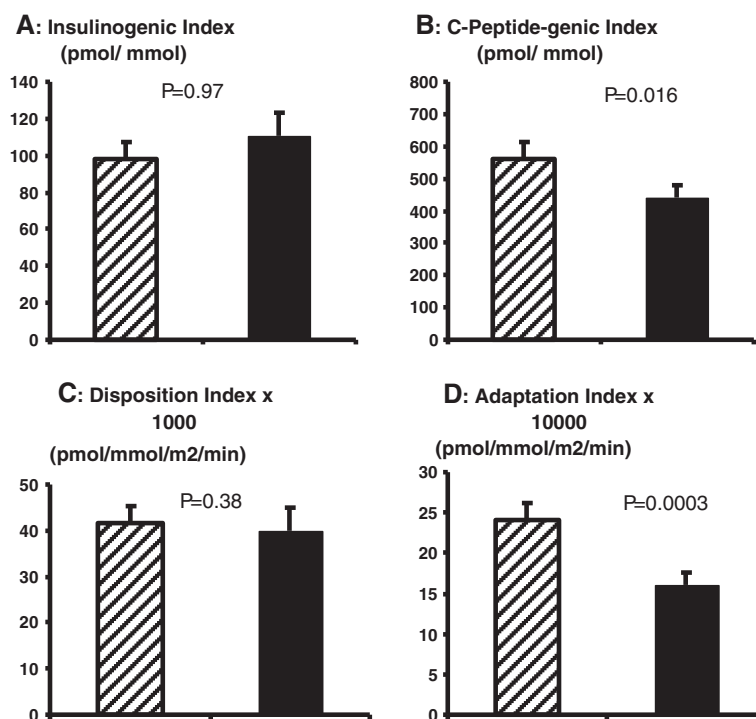 A: Insulinogenic Index
(pmol/ mmol)
P=0.97
140
120
100
80
60
40
20
0
B: C-Peptide-genic Index
(pmol/ mmol)
P=0.016
800
700
600
500
400
300
200
100
0
C: Disposition Index x
1000
(pmol/mmol/m2/min)
P=0.38
50
40
30
20
10
0
D: Adaptation Index x
10000
(pmol/mmol/m2/min)
P=0.0003
30
25
20
15
10
5
0